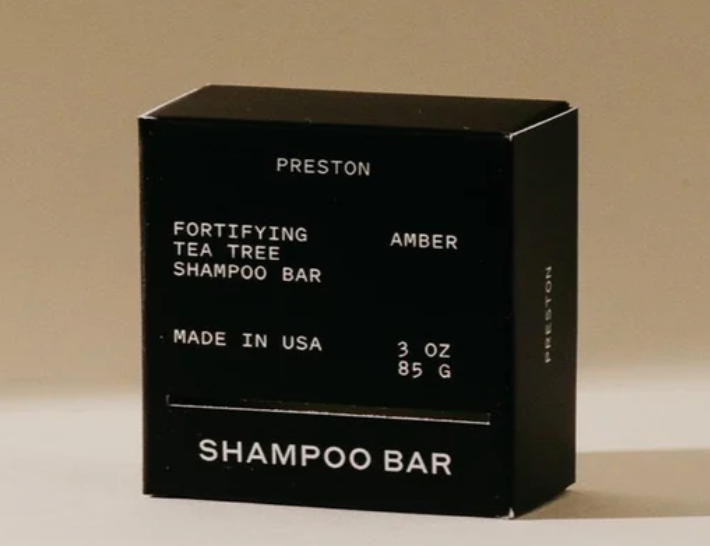 PRESTON
FORTIFYING
TEA TREE
SHAMPOO BAR
AMBER
MADE IN USA
3 OZ
85 G
SHAMPOO BAR
PRESTON